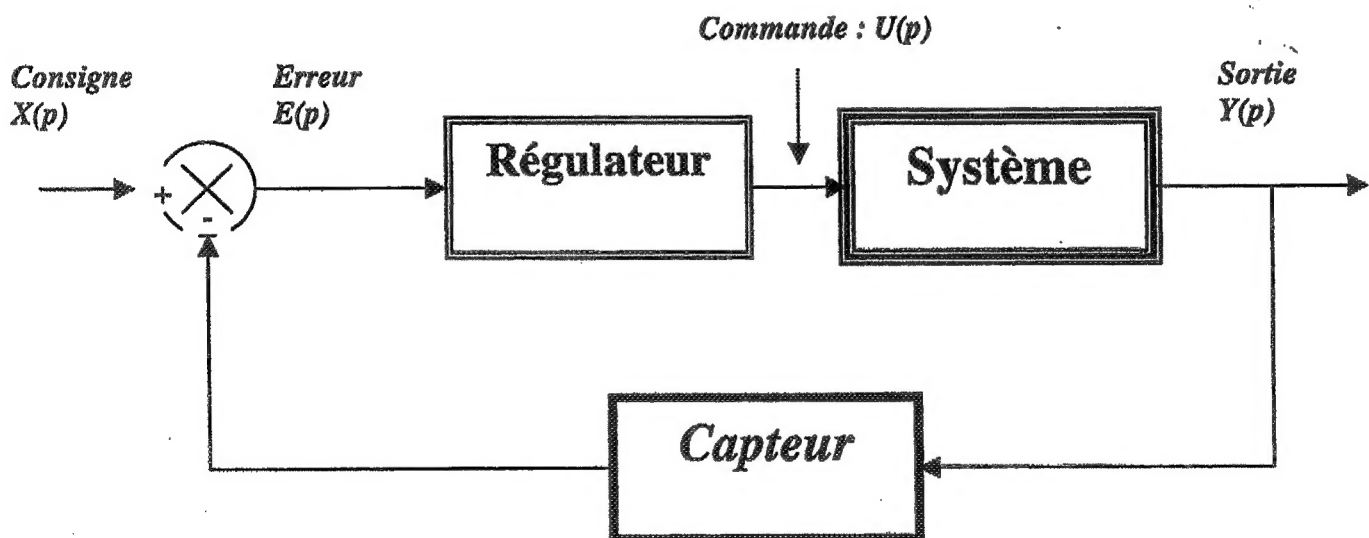 Commande : U(p)
Consigne
X(p)
Erreur
E(p)
Sortie
Y(p)
+
-
Régulateur
Système
Capteur